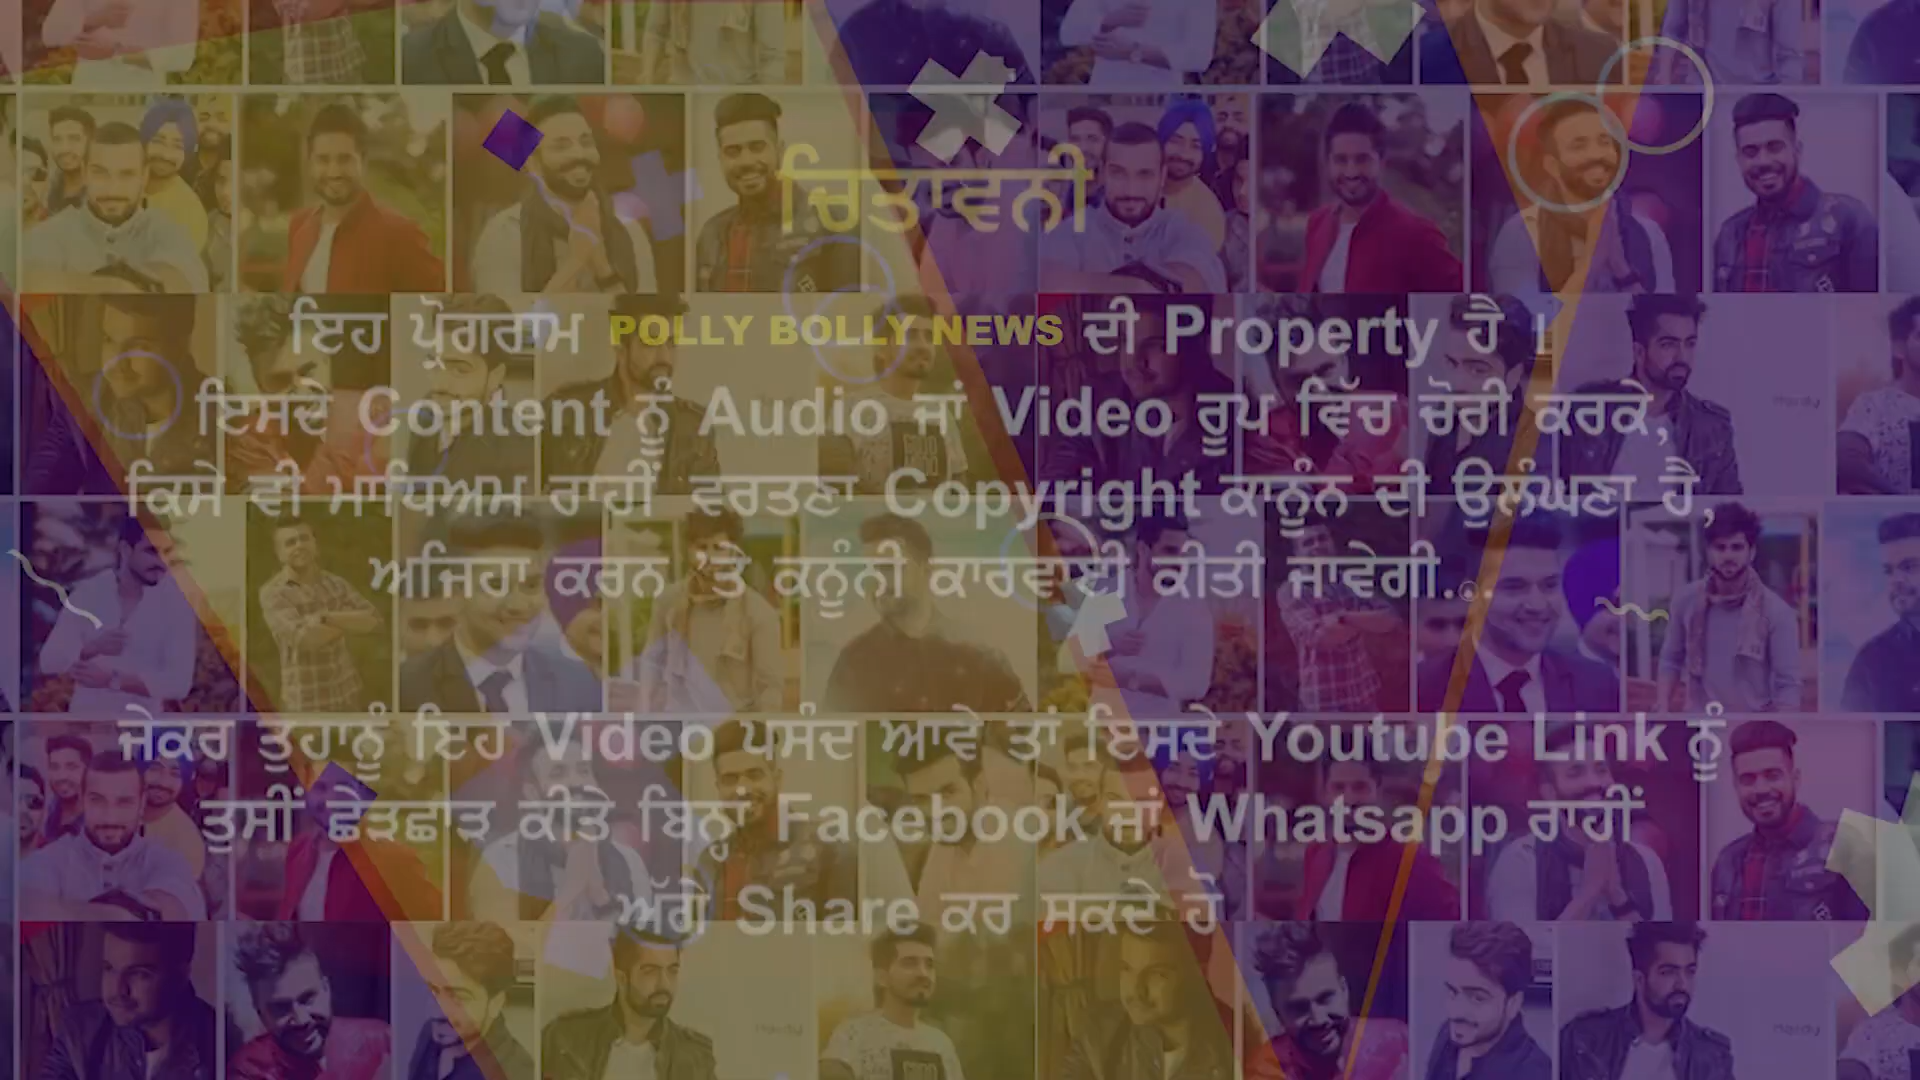 ਚਿਤਾਵਨੀ
ਇਹ ਪ੍ਰੋਗਰਾਮ POLLY BOLLY NEWS ਦੀ Property ਹੈ ।
ਇਸਦੇ Content ਨੂੰ Audio ਜਾਂ Video ਰੂਪ ਵਿੱਚ ਚੋਰੀ ਕਰਕੇ,
ਕਿਸੇ ਵੀ ਮਾਧਿਅਮ ਰਾਹੀਂ ਵਰਤਣਾ Copyright ਕਾਨੂੰਨ ਦੀ ਉਲੰਘਣਾ ਹੈ,
ਅਜਿਹਾ ਕਰਨ 'ਤੇ ਕਨੂੰਨੀ ਕਾਰਵਾਈ ਕੀਤੀ ਜਾਵੇਗੀ...
ਜੇਕਰ ਤੁਹਾਨੂੰ ਇਹ Video ਪਸੰਦ ਆਵੇ ਤਾਂ ਇਸਦੇ Youtube Link ਨੂੰ
ਤੁਸੀਂ ਛੇੜਛਾੜ ਕੀਤੇ ਬਿਨ੍ਹਾਂ Facebook ਜਾਂ Whatsapp ਰਾਹੀਂ
ਅੱਗੇ Share ਕਰ ਸਕਦੇ ਹੋ